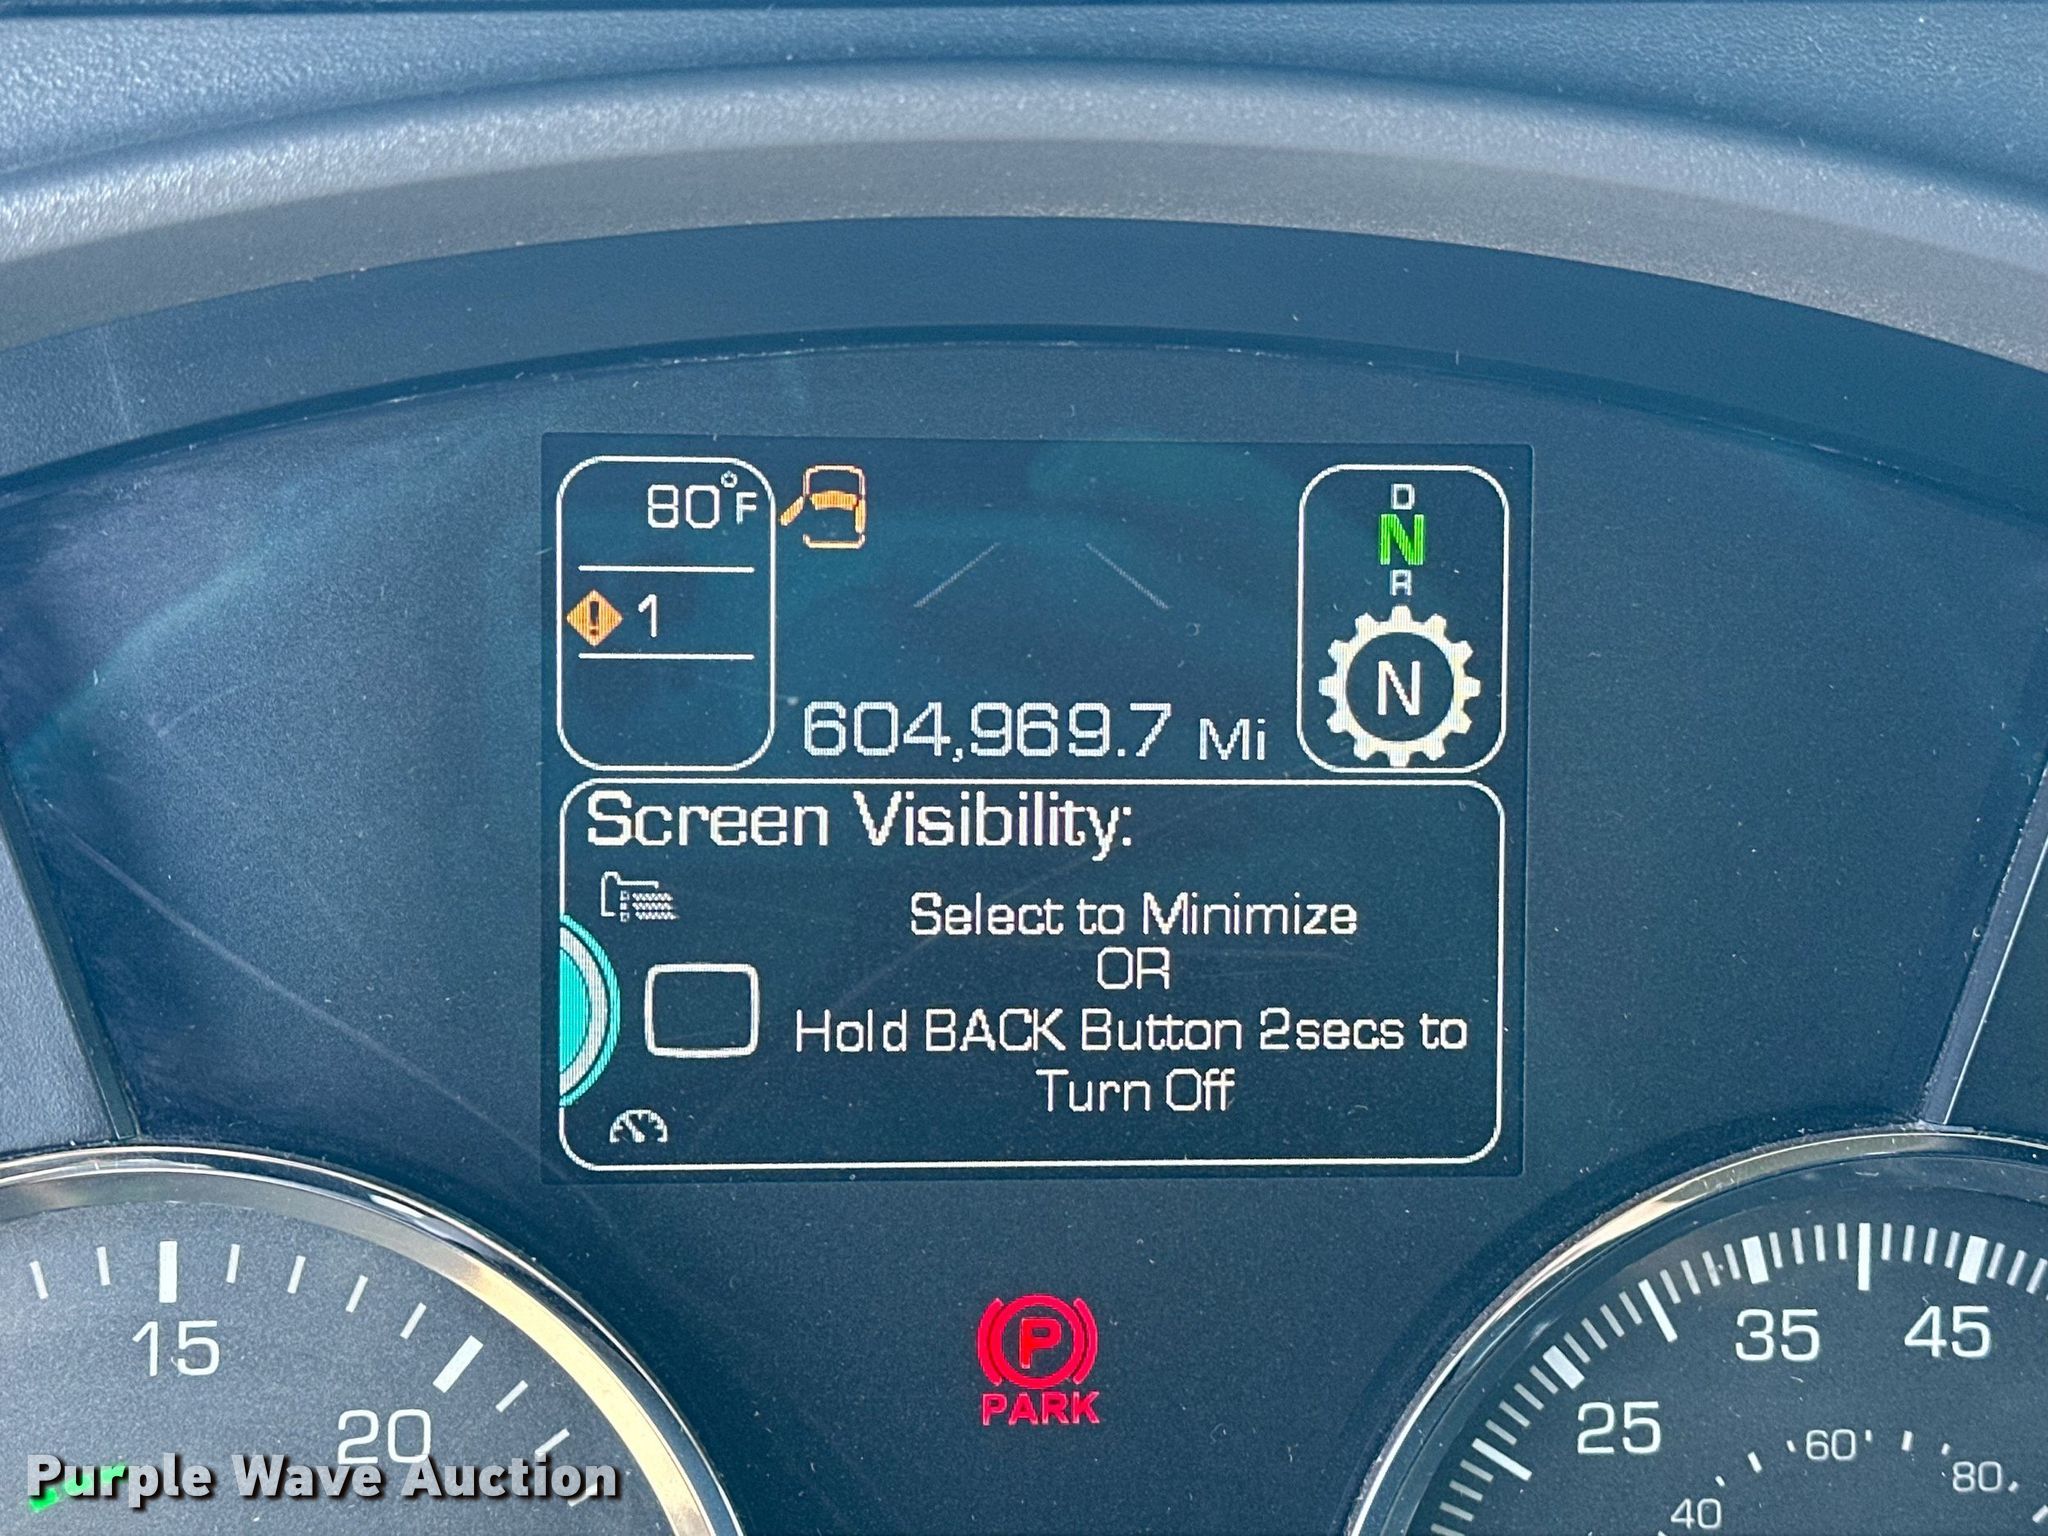 80°F
D
N
R
! 1
N
604,969.7 Mi
Screen Visibility:
Select to Minimize
OR
Hold BACK Button 2secs to
Turn Off
P
PARK
15
20
25
35
45
40
60
80
Purple Wave Auction